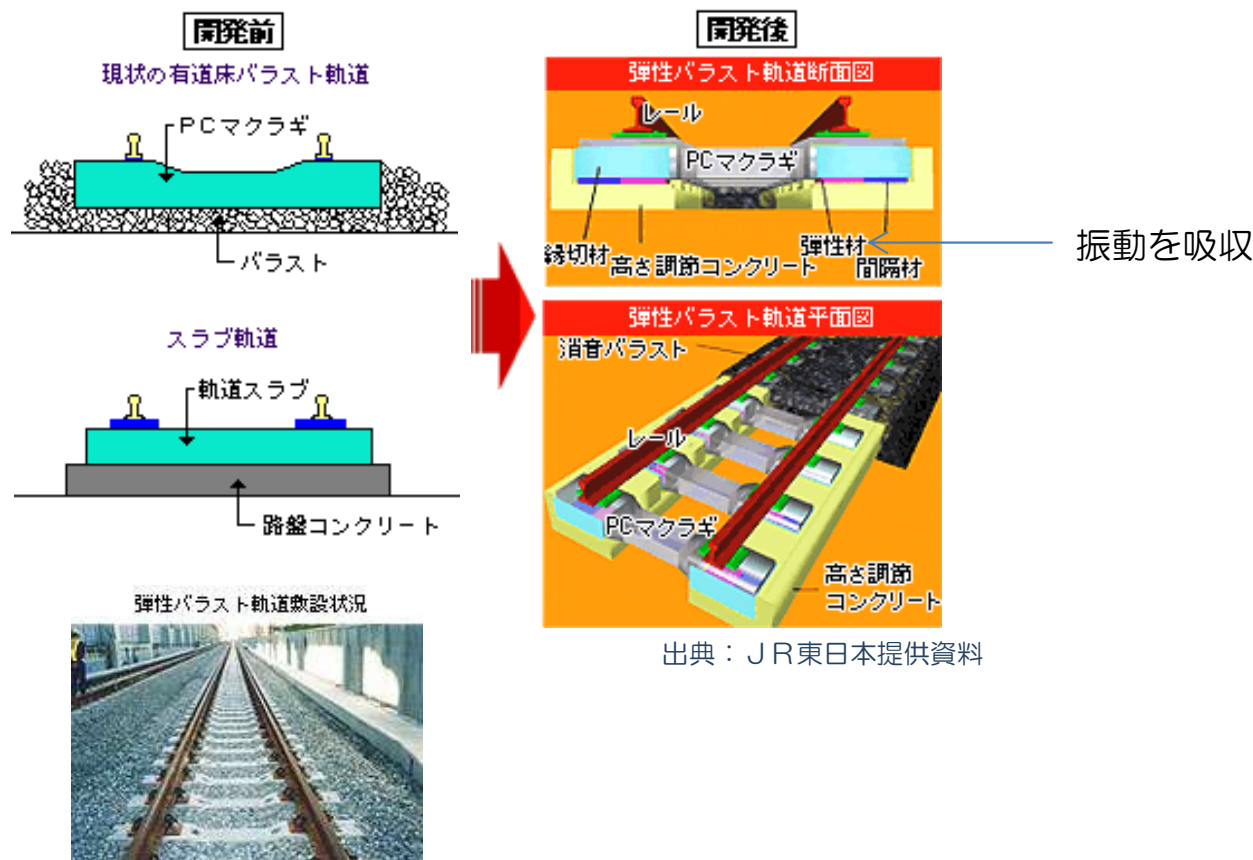 開発前
現状の有道床バラスト軌道
PCマクラギ
バラスト
スラブ軌道
軌道スラブ
路盤コンクリート
弾性バラスト軌道敷設状況
開発後
弾性バラスト軌道断面図
レール
PCマクラギ
縁切材
高さ調節コンクリート
弾性材
間隔材
振動を吸収
弾性バラスト軌道平面図
消音バラスト
レール
PCマクラギ
高さ調節
コンクリート
出典：ＪＲ東日本提供資料